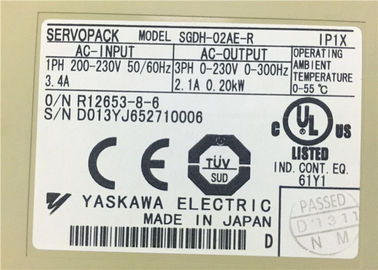 SERVOPACK MODEL SGDH-02AE-R IP1X
AC-INPUT AC-OUTPUT OPERATING
1PH 200-230V 50/60Hz 3PH 0-230V 0-300Hz AMBIENT
3.4A 2.1A 0.20kW TEMPERATURE
0-55℃
O/N R12653-8-6
S/N D013YJ652710006
CE TÜV SUD C UL US
LISTED
IND. CONT. EQ.
61Y1
YASKAWA ELECTRIC
MADE IN JAPAN D
PASSED
D1311
N M